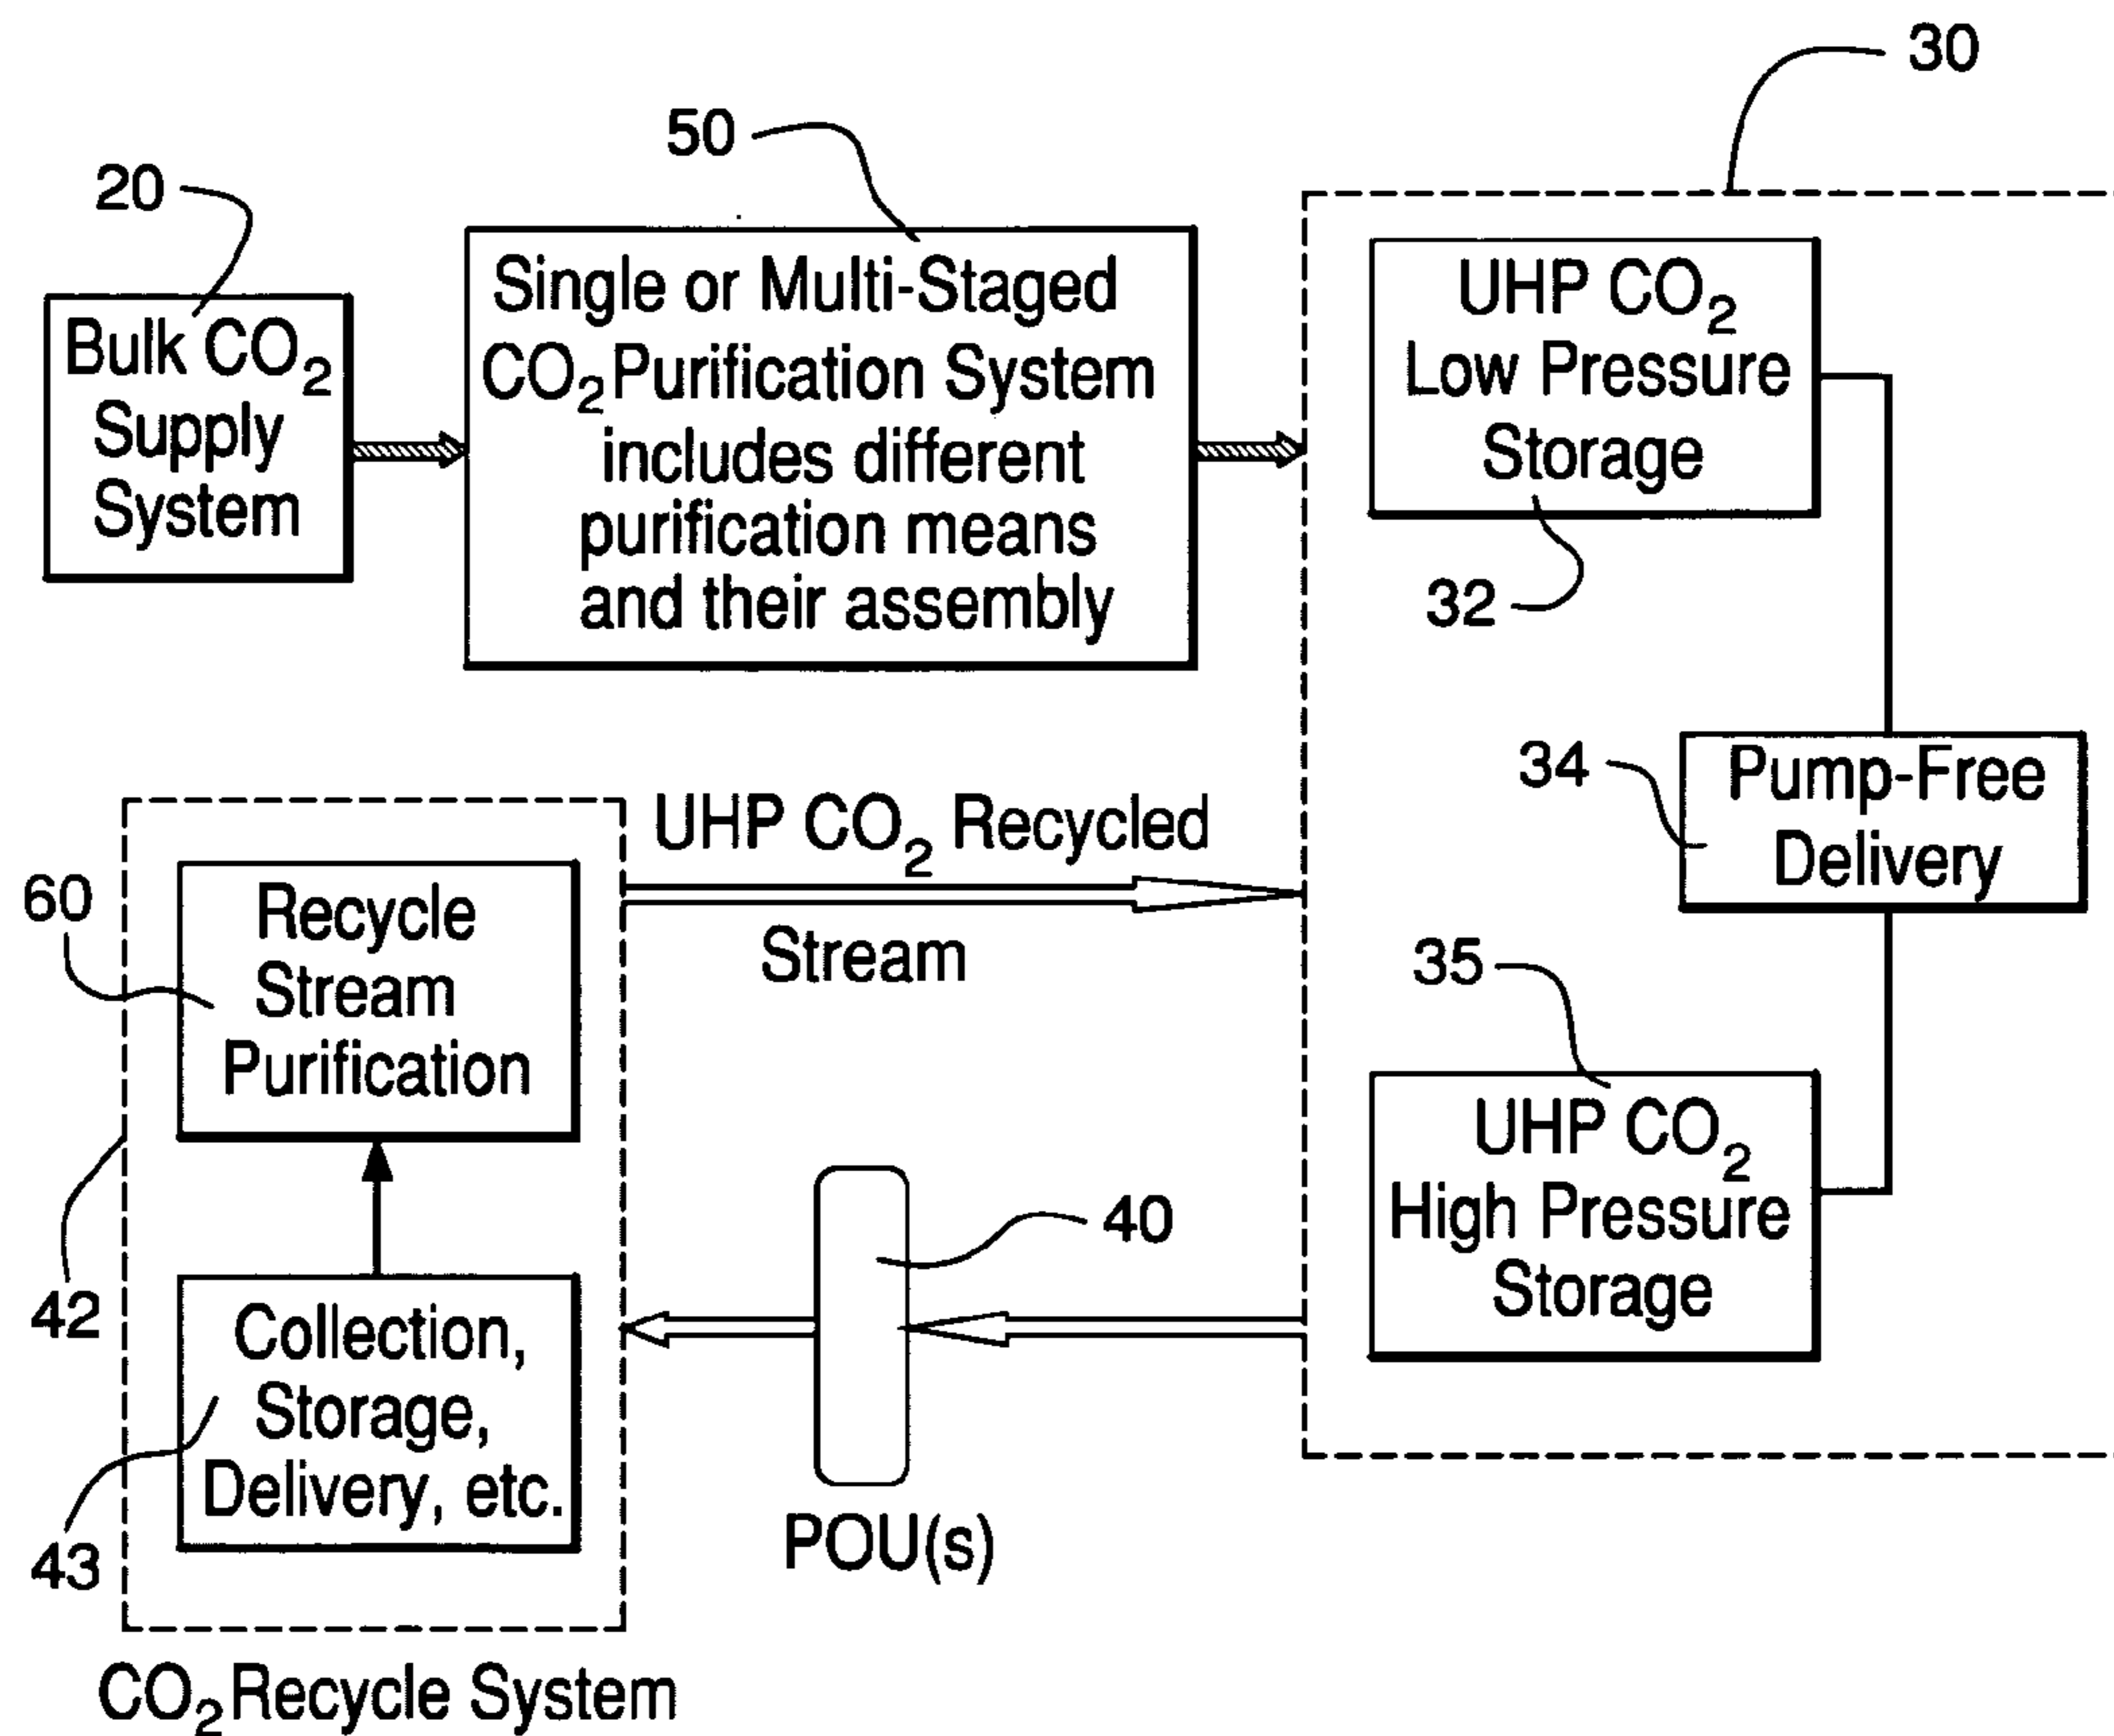 30
50
20
Bulk CO2
Supply
System
Single or Multi-Staged
CO2 Purification System
includes different
purification means
and their assembly
UHP CO2
Low Pressure
Storage
32
34
Pump-Free
Delivery
UHP CO2 Recycled
Stream
60
Recycle
Stream
Purification
35
UHP CO2
High Pressure
Storage
40
42
Collection,
Storage,
Delivery, etc.
43
POU(s)
CO2 Recycle System